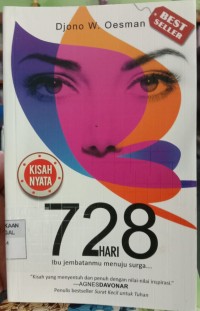 Djono W. Oesman
BEST
SELLER
KISAH
NYATA
728
HARI
Ibu jembatanmu menuju surga...
"Kisah yang menyentuh dan penuh dengan nilai-nilai inspirasi."
—AGNESDAVONAR
Penulis bestseller Surat Kecil untuk Tuhan